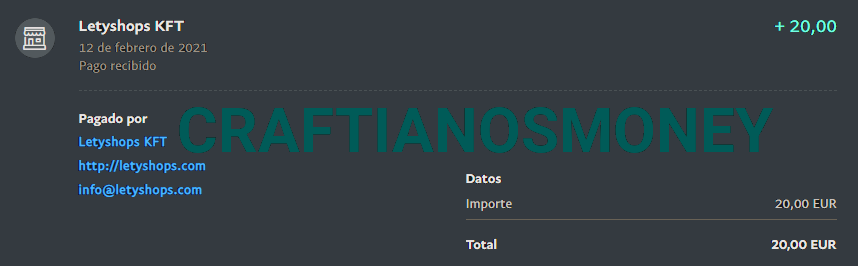 Letyshops KFT
+ 20,00
12 de febrero de 2021
Pago recibido
Pagado por
CRAFTIANOSMONEY
Letyshops KFT
http://letyshops.com
info@letyshops.com
Datos
Importe 20,00 EUR
Total 20,00 EUR